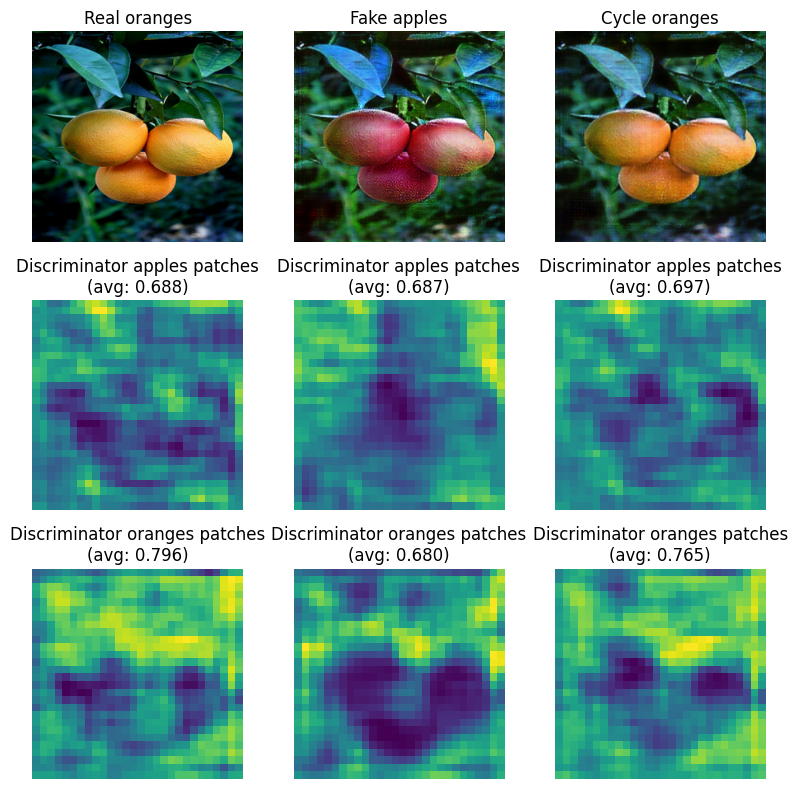 Real oranges
Fake apples
Cycle oranges
Discriminator apples patches
(avg: 0.688)
Discriminator apples patches
(avg: 0.687)
Discriminator apples patches
(avg: 0.697)
Discriminator oranges patches
(avg: 0.796)
Discriminator oranges patches
(avg: 0.680)
Discriminator oranges patches
(avg: 0.765)